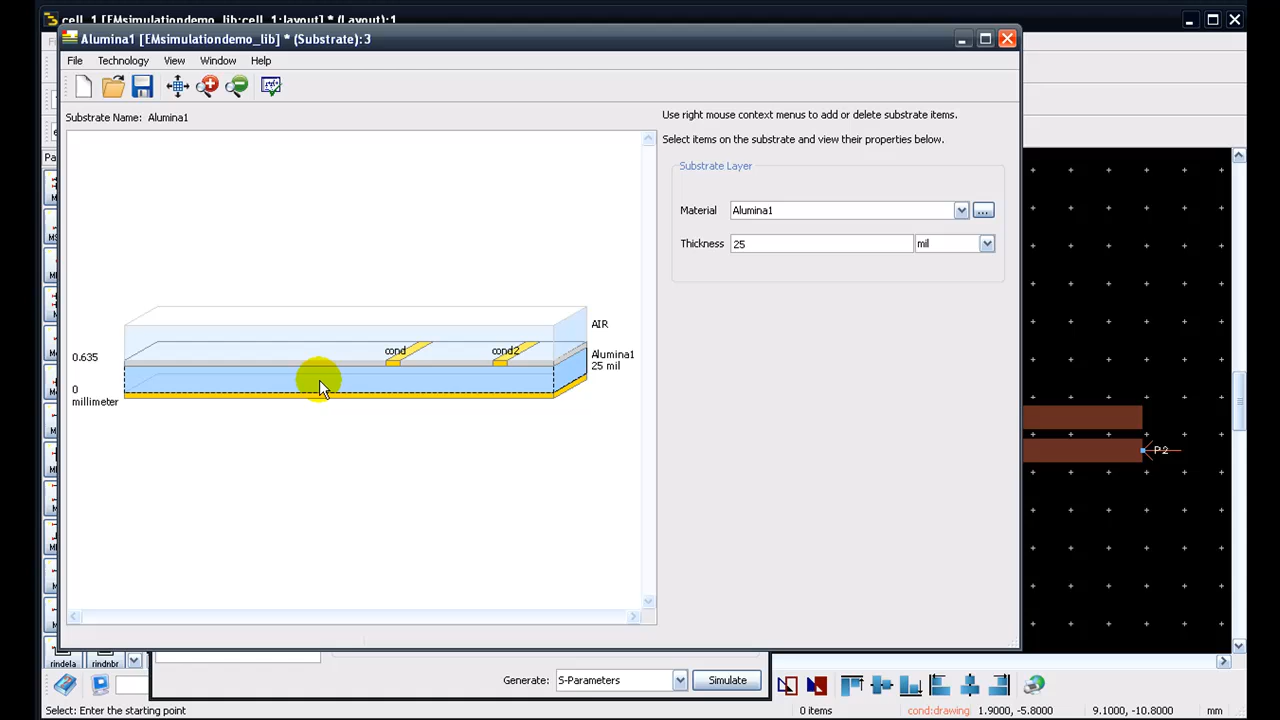 cell_1 [EMsimulationdemo_lib:cell_1:layout] * (Layout):1
Alumina1 [EMsimulationdemo_lib] * (Substrate):3
File Technology View Window Help
Substrate Name: Alumina1
Use right mouse context menus to add or delete substrate items.
Select items on the substrate and view their properties below.
Substrate Layer
Material Alumina1 ...
Thickness 25 mil
AIR
cond cond2
0.635
Alumina1
25 mil
0
millimeter
P2
rindela rindnbr
Generate: S-Parameters Simulate
Select: Enter the starting point 0 items cond:drawing 1.9000, -5.8000 9.1000, -10.8000 mm